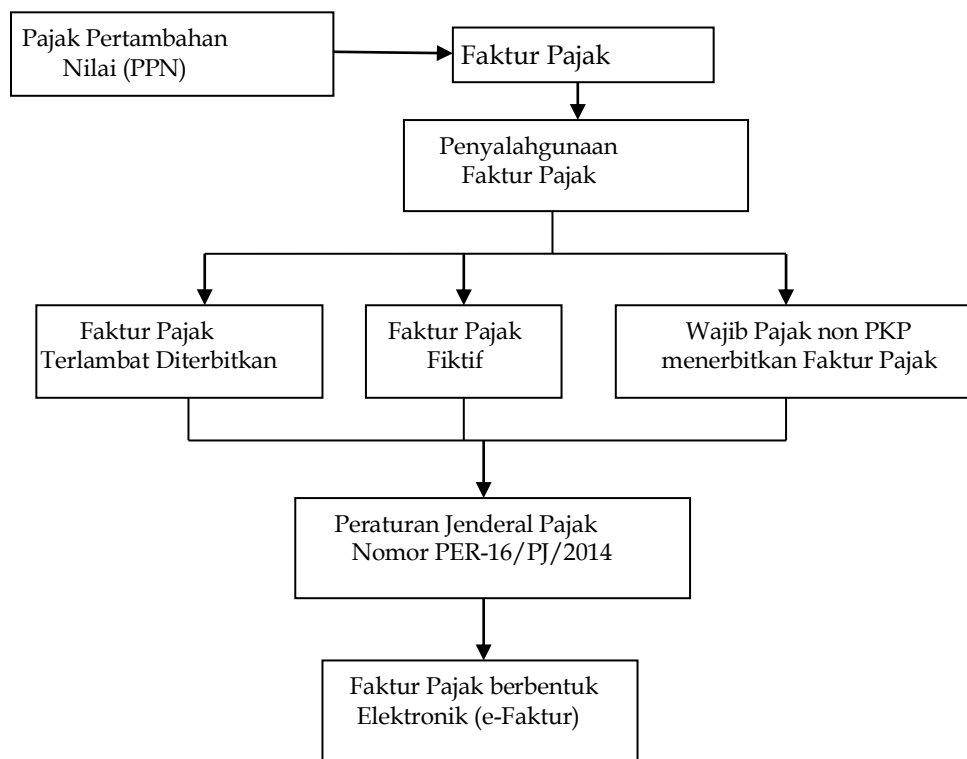 Pajak Pertambahan
Nilai (PPN)
Faktur Pajak
Penyalahgunaan
Faktur Pajak
Faktur Pajak
Terlambat Diterbitkan
Faktur Pajak
Fiktif
Wajib Pajak non PKP
menerbitkan Faktur Pajak
Peraturan Jenderal Pajak
Nomor PER-16/PJ/2014
Faktur Pajak berbentuk
Elektronik (e-Faktur)